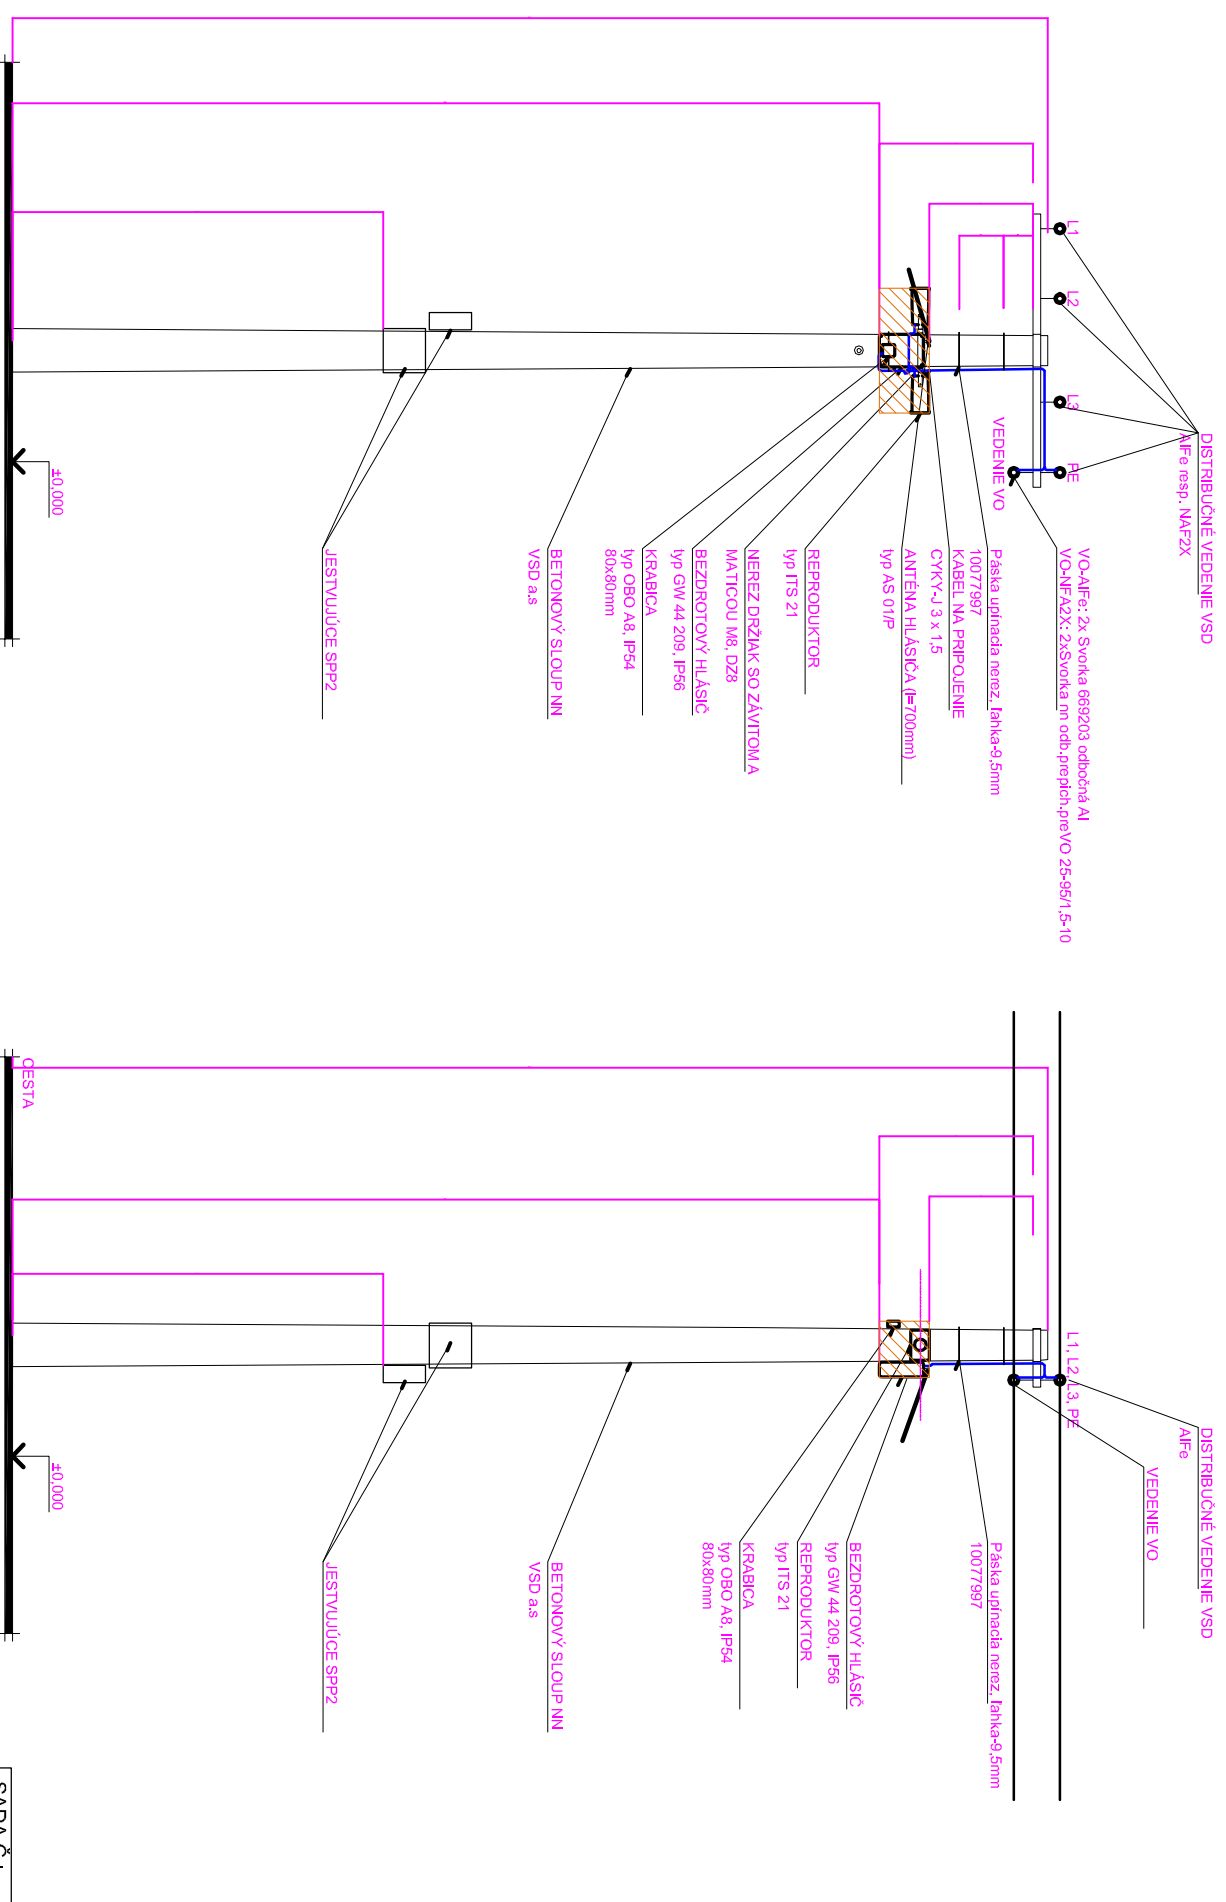 DISTRIBUČNÉ VEDENIE VSD
AlFe resp. NAF2X
L1
L2
L3
PE
VEDENIE VO
VO-AlFe: 2x Svorka 669203 odbočná Al
VO-NFA2X: 2xSvorka nn odb.prepich.preVO 25-95/1,5-10
Páska upínacia nerez, ľahka-9,5mm
10077997
KABEL NA PRIPOJENIE
CYKY-J 3 x 1,5
ANTÉNA HLÁSIČA (l=700mm)
typ AS 01/P
REPRODUKTOR
typ ITS 21
NEREZ DRŽIAK SO ZÁVITOM A
MATICOU M8, DZ8
BEZDROTOVÝ HLÁSIČ
typ GW 44 209, IP56
KRABICA
typ OBO A8, IP54
80x80mm
BETONOVÝ SLOUP NN
VSD a.s
JESTVUJÚCE SPP2
±0,000
DISTRIBUČNÉ VEDENIE VSD
AlFe
VEDENIE VO
L1, L2, L3, PE
Páska upínacia nerez, ľahka-9,5mm
10077997
BEZDROTOVÝ HLÁSIČ
typ GW 44 209, IP56
REPRODUKTOR
typ ITS 21
KRABICA
typ OBO A8, IP54
80x80mm
BETONOVÝ SLOUP NN
VSD a.s
JESTVUJÚCE SPP2
±0,000
CESTA